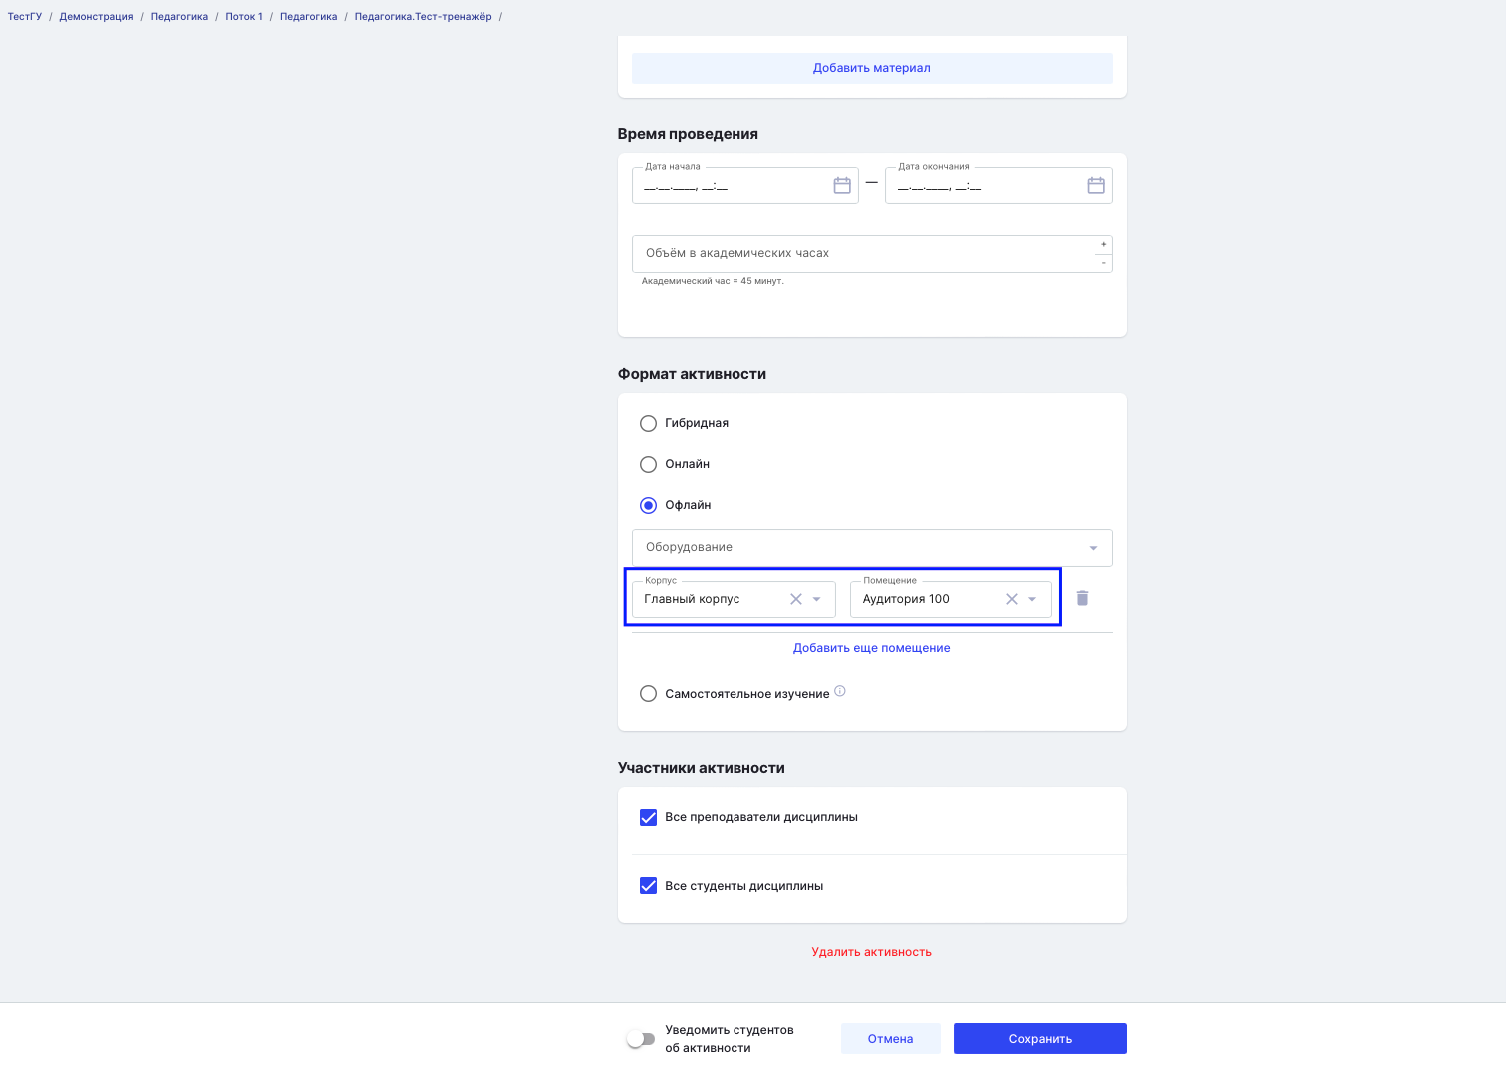 ТестГУ / Демонстрация / Педагогика / Поток 1 / Педагогика / Педагогика.Тест-тренажёр /
Добавить материал
Время проведения
Дата начала
Дата окончания
__.__.____, __:__ — __.__.____, __:__
Объём в академических часах
+
-
Академический час = 45 минут.
Формат активности
Гибридная
Онлайн
Офлайн
Оборудование
Корпус
Помещение
Главный корпус
Аудитория 100
Добавить еще помещение
Самостоятельное изучение
Участники активности
Все преподаватели дисциплины
Все студенты дисциплины
Удалить активность
Уведомить студентов
об активности
Отмена
Сохранить